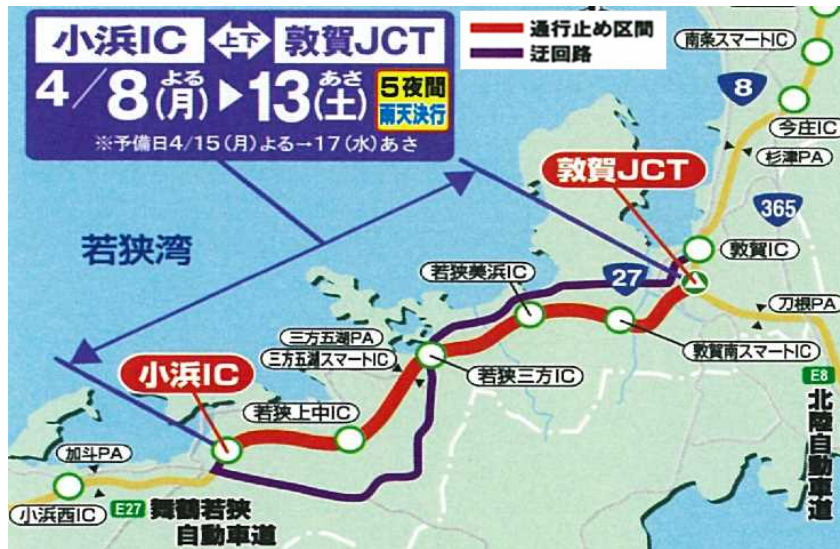 小浜IC
上下
敦賀JCT
よる
あさ
4/8(月)▶13(土)
5夜間
雨天決行
※予備日4/15(月)よる→17(水)あさ
通行止め区間
迂回路
南条スマートIC
8
今庄IC
杉津PA
敦賀JCT
365
若狭湾
敦賀IC
若狭美浜IC
27
刀根PA
三方五湖PA
三方五湖スマートIC
敦賀南スマートIC
若狭三方IC
小浜IC
若狭上中IC
E8
北陸自動車道
加斗PA
小浜西IC
E27
舞鶴若狭
自動車道